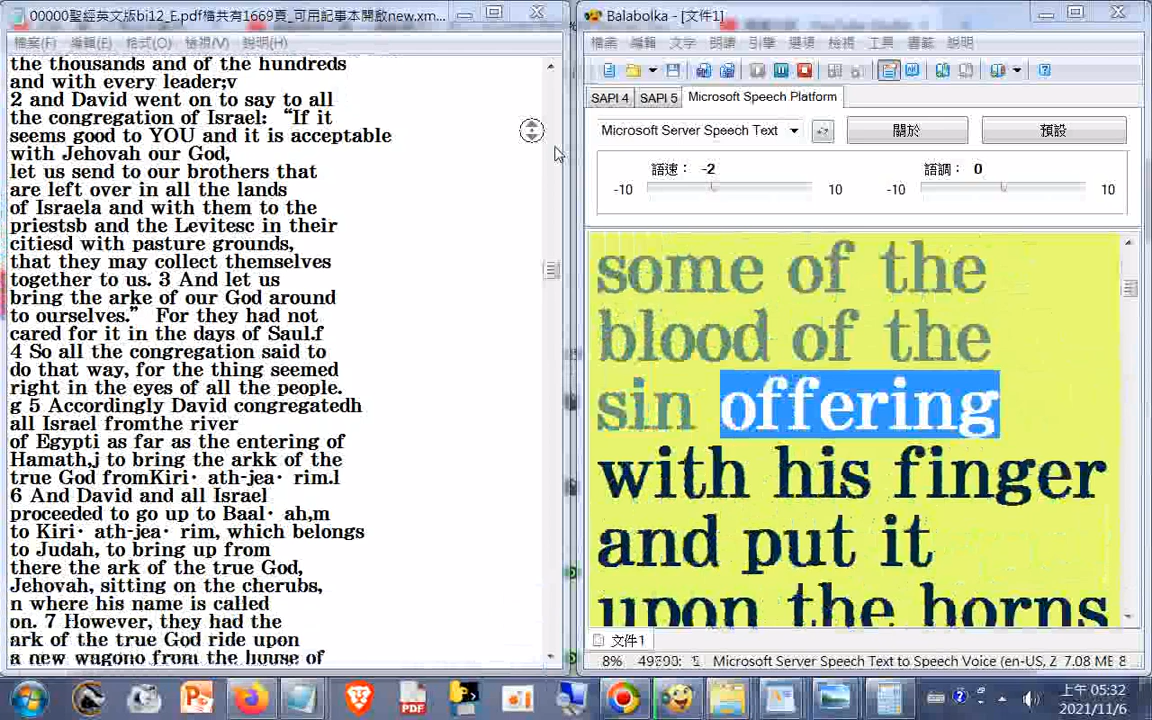 00000聖經英文版bi12_E.pdf檔共有1669頁_可用記事本開啟new.xm...
檔案(F) 編輯(E) 格式(O) 檢視(V) 說明(H)
the thousands and of the hundreds
and with every leader;v
2 and David went on to say to all
the congregation of Israel: “If it
seems good to YOU and it is acceptable
with Jehovah our God,
let us send to our brothers that
are left over in all the lands
of Israela and with them to the
priestsb and the Levitesc in their
citiesd with pasture grounds,
that they may collect themselves
together to us. 3 And let us
bring the arke of our God around
to ourselves.” For they had not
cared for it in the days of Saul.f
4 So all the congregation said to
do that way, for the thing seemed
right in the eyes of all the people.
g 5 Accordingly David congregatedh
all Israel fromthe river
of Egypti as far as the entering of
Hamath,j to bring the arkk of the
true God fromKiri· ath-jea· rim.l
6 And David and all Israel
proceeded to go up to Baal· ah,m
to Kiri· ath-jea· rim, which belongs
to Judah, to bring up from
there the ark of the true God,
Jehovah, sitting on the cherubs,
n where his name is called
on. 7 However, they had the
ark of the true God ride upon
a new wagono from the house of
Balabolka - [文件1]
檔案 編輯 文字 朗讀 引擎 選項 檢視 工具 書籤 說明
SAPI 4 SAPI 5 Microsoft Speech Platform
Microsoft Server Speech Text 關於 預設
語速： -2 語調： 0
-10 10 -10 10
some of the
blood of the
sin offering
with his finger
and put it
upon the horns
文件1
8% Microsoft Server Speech Text to Speech Voice (en-US, Z 7.08 MB 8
PDF
上午 05:32
2021/11/6